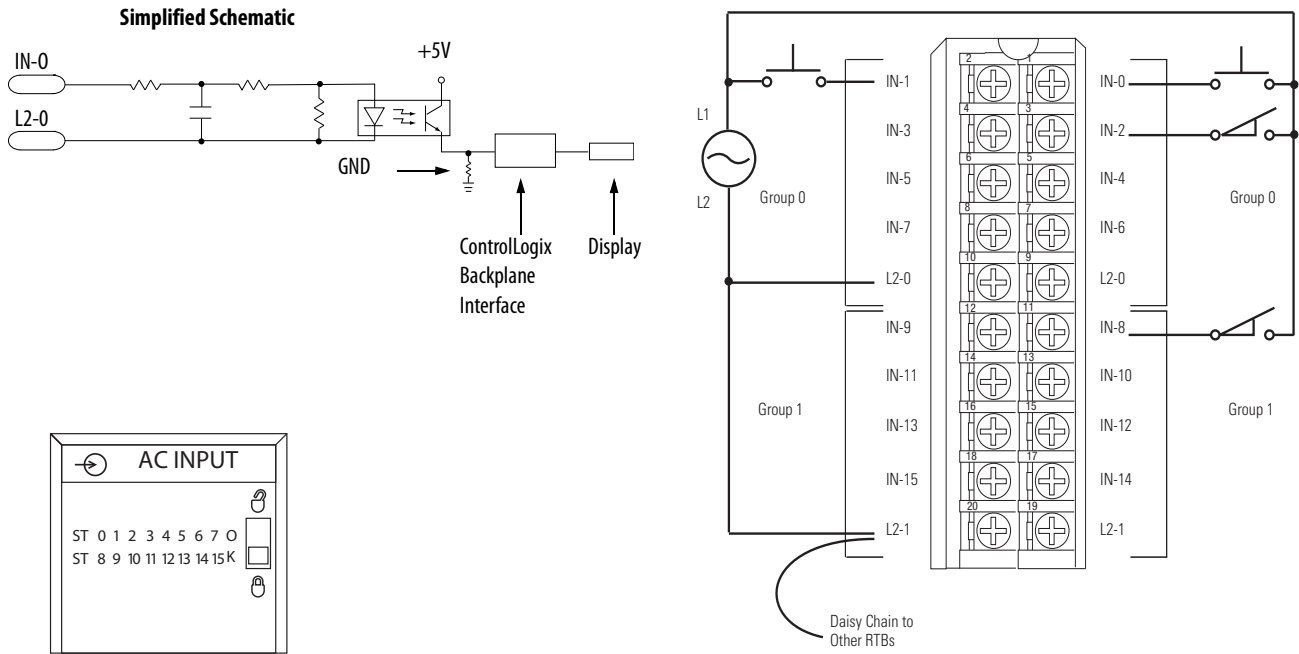 Simplified Schematic
IN-0
L2-0
+5V
GND
ControlLogix
Backplane
Interface
Display
AC INPUT
ST 0 1 2 3 4 5 6 7 O
ST 8 9 10 11 12 13 14 15 K
L1
L2
Group 0
Group 1
IN-1
IN-3
IN-5
IN-7
L2-0
IN-9
IN-11
IN-13
IN-15
L2-1
2 1
4 3
6 5
8 7
10 9
12 11
14 13
16 15
18 17
20 19
IN-0
IN-2
IN-4
IN-6
L2-0
IN-8
IN-10
IN-12
IN-14
L2-1
Group 0
Group 1
Daisy Chain to
Other RTBs